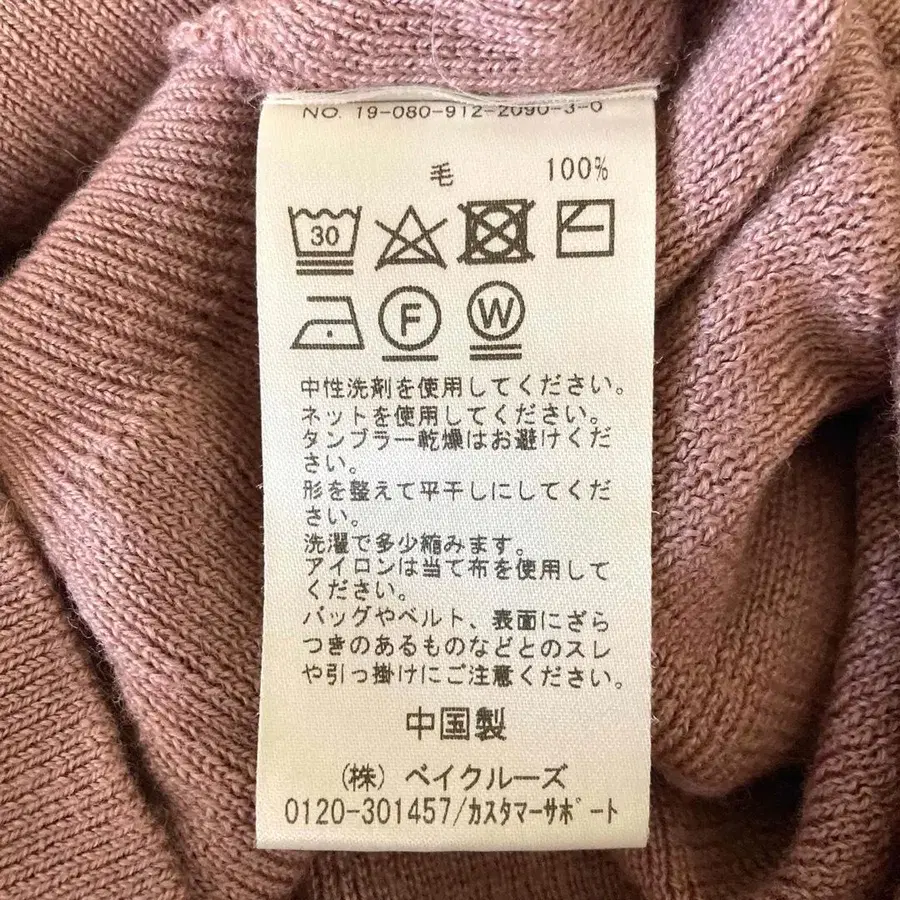 NO. 19-080-912-2090-3-0
毛 100%
30
F W
中性洗剤を使用してください。
ネットを使用してください。
タンブラー乾燥はお避けくだ
さい。
形を整えて平干しにしてくだ
さい。
洗濯で多少縮みます。
アイロンは当て布を使用して
ください。
バッグやベルト、表面にざら
つきのあるものなどとのスレ
や引っ掛けにご注意ください。
中国製
(株) ベイクルーズ
0120-301457/カスタマーサポート